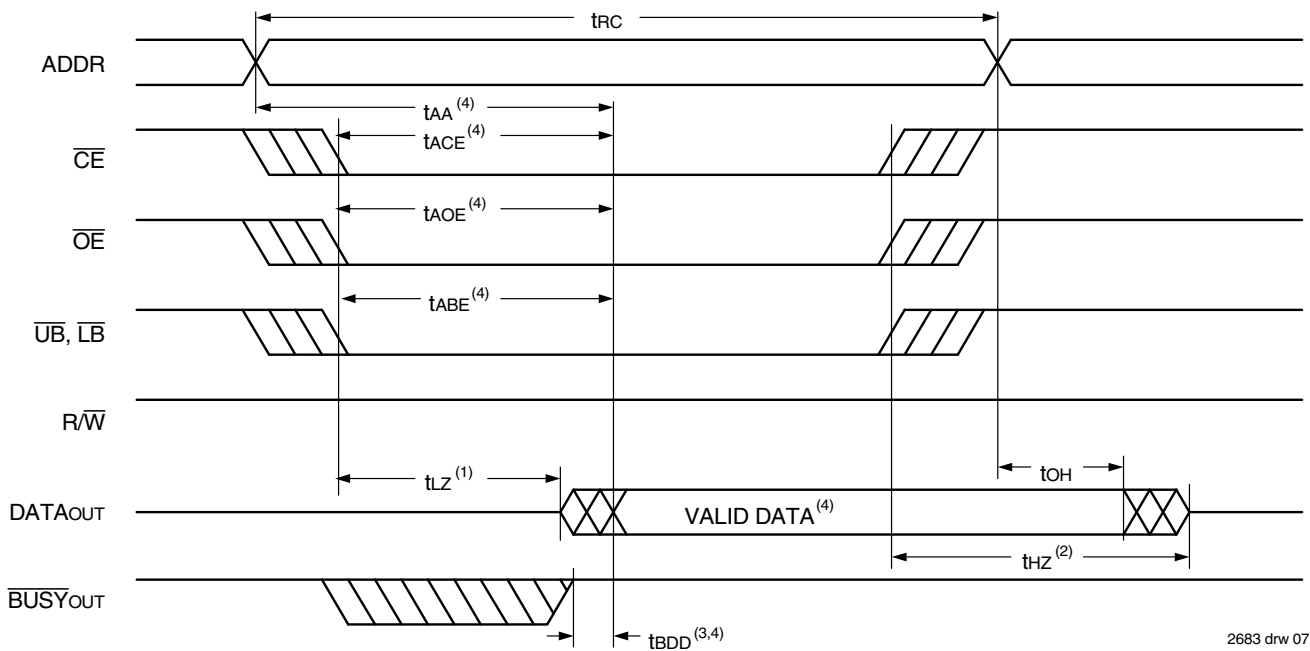 tRC
ADDR
tAA (4)
tACE (4)
CE
tAOE (4)
OE
tABE (4)
UB, LB
R/W
tLZ (1)
tOH
DATAOUT
VALID DATA (4)
tHZ (2)
BUSYOUT
tBDD (3,4)
2683 drw 07